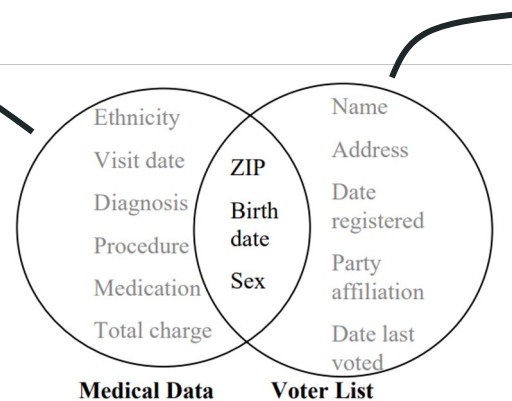 Ethnicity
Visit date
Diagnosis
Procedure
Medication
Total charge
ZIP
Birth
date
Sex
Name
Address
Date
registered
Party
affiliation
Date last
voted
Medical Data
Voter List